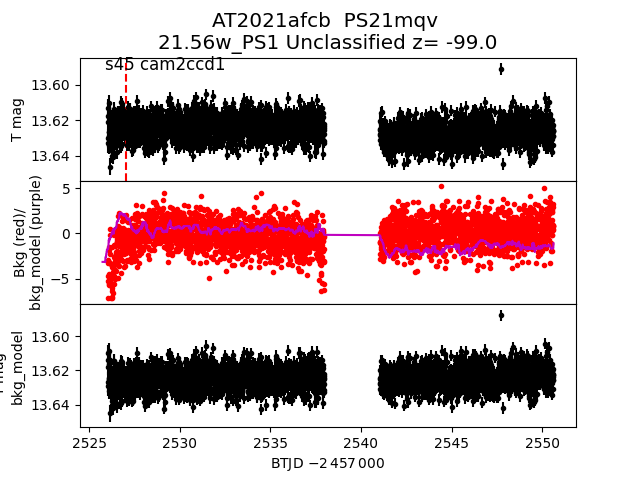 AT2021afcb PS21mqv
21.56w_PS1 Unclassified z= -99.0
s45 cam2ccd1
T mag
13.60
13.62
13.64
Bkg (red)/
bkg_model (purple)
5
0
−5
mag
bkg_model
13.60
13.62
13.64
2525
2530
2535
2540
2545
2550
BTJD −2 457 000